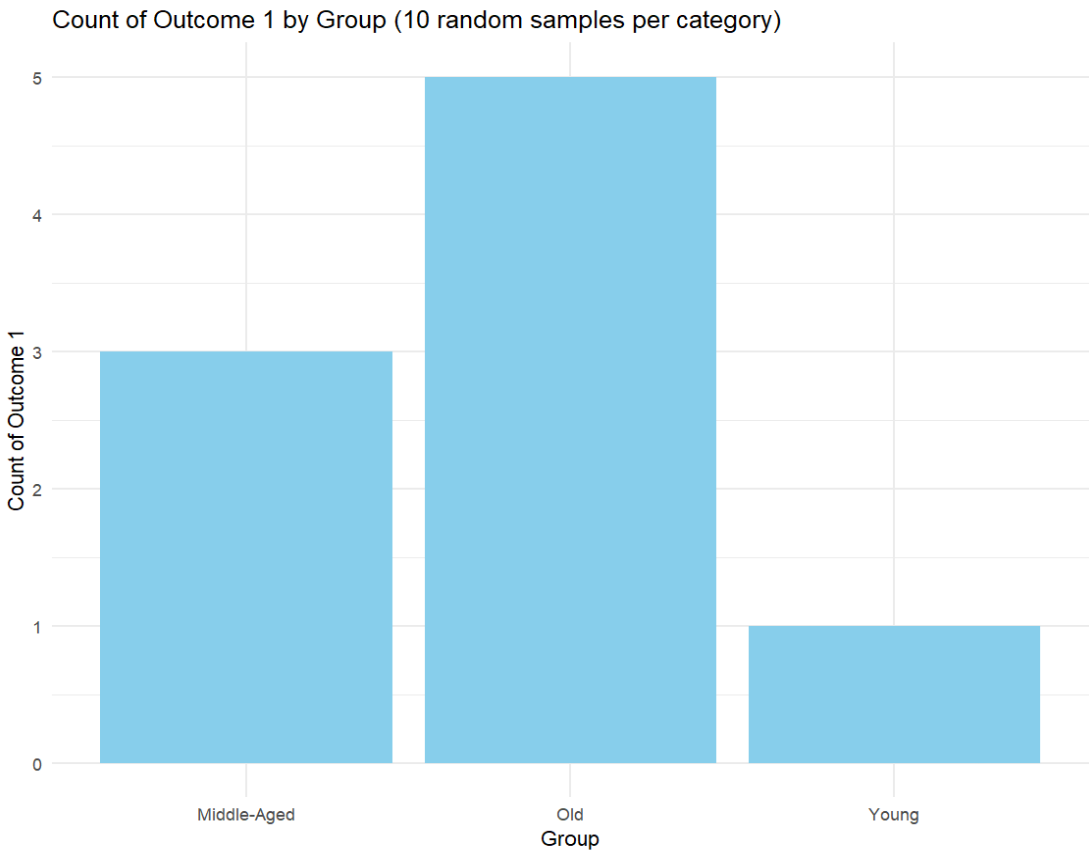 Count of Outcome 1 by Group (10 random samples per category)
Count of Outcome 1
5
4
3
2
1
0
Middle-Aged
Old
Young
Group